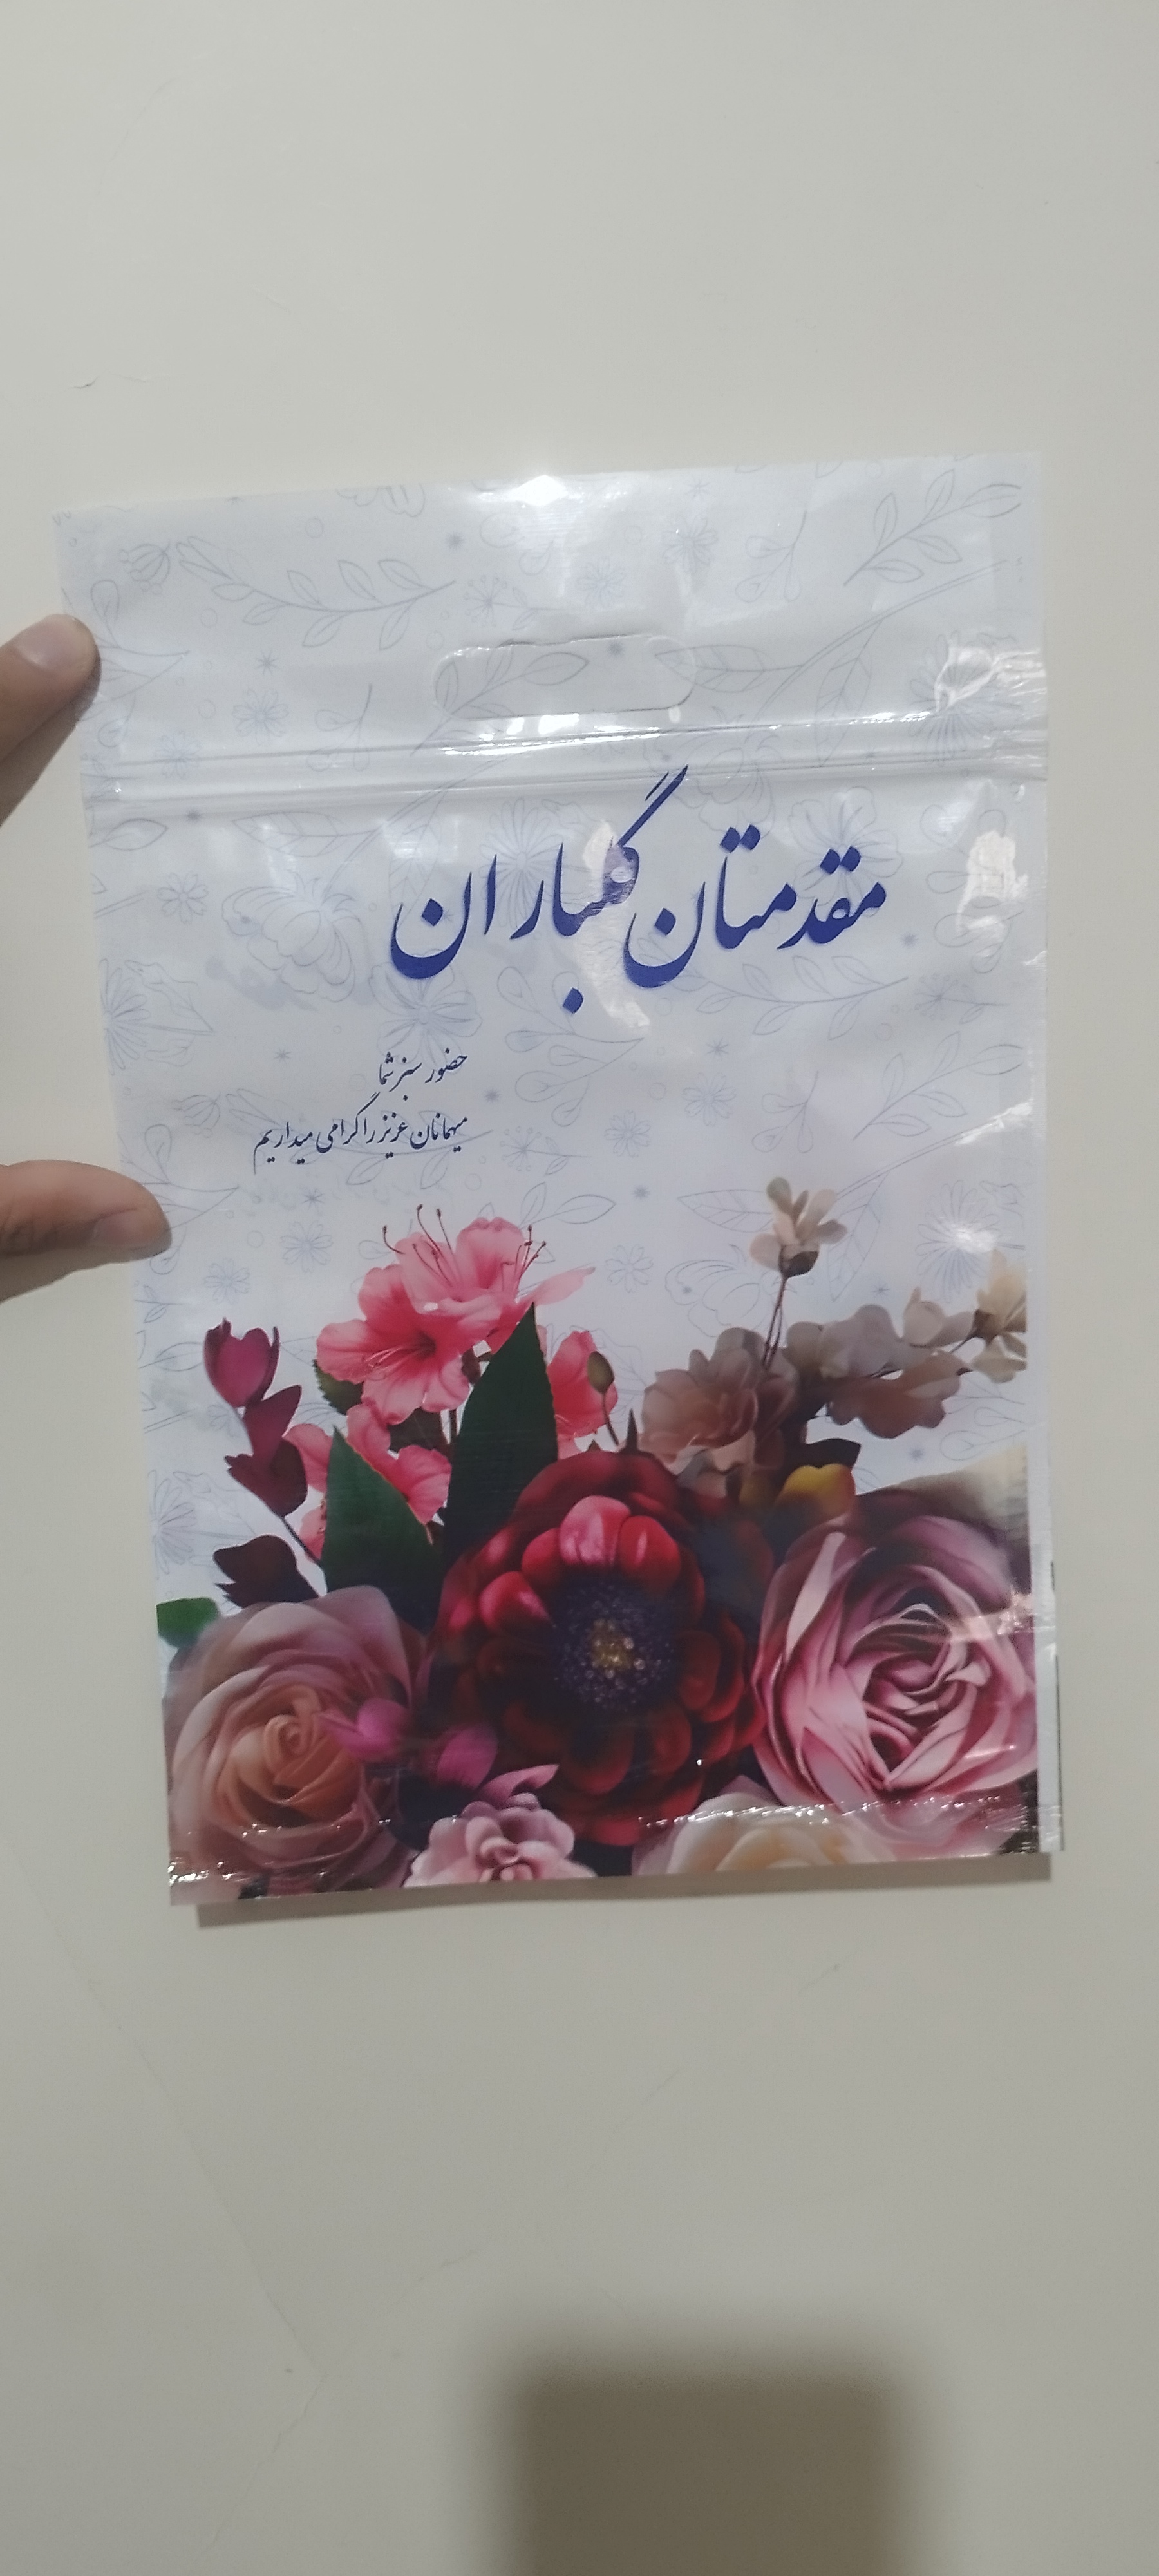 مقدمتان گلباران
حضور سبز شما
میهمانان عزیز را گرامی میداریم